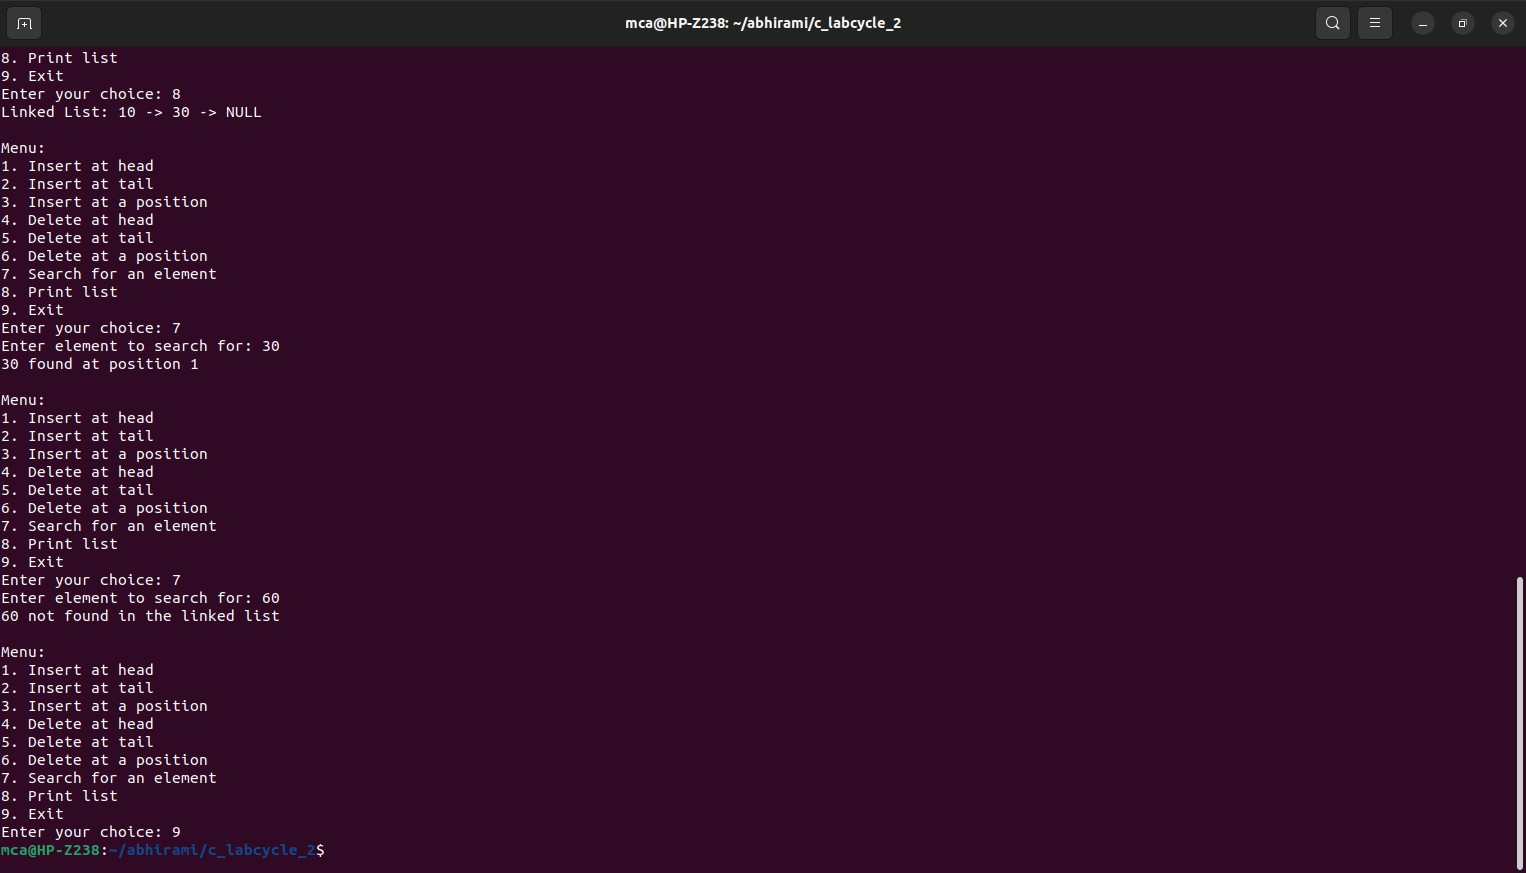 mca@HP-Z238: ~/abhirami/c_labcycle_2
8. Print list
9. Exit
Enter your choice: 8
Linked List: 10 -> 30 -> NULL

Menu:
1. Insert at head
2. Insert at tail
3. Insert at a position
4. Delete at head
5. Delete at tail
6. Delete at a position
7. Search for an element
8. Print list
9. Exit
Enter your choice: 7
Enter element to search for: 30
30 found at position 1

Menu:
1. Insert at head
2. Insert at tail
3. Insert at a position
4. Delete at head
5. Delete at tail
6. Delete at a position
7. Search for an element
8. Print list
9. Exit
Enter your choice: 7
Enter element to search for: 60
60 not found in the linked list

Menu:
1. Insert at head
2. Insert at tail
3. Insert at a position
4. Delete at head
5. Delete at tail
6. Delete at a position
7. Search for an element
8. Print list
9. Exit
Enter your choice: 9
mca@HP-Z238:~/abhirami/c_labcycle_2$